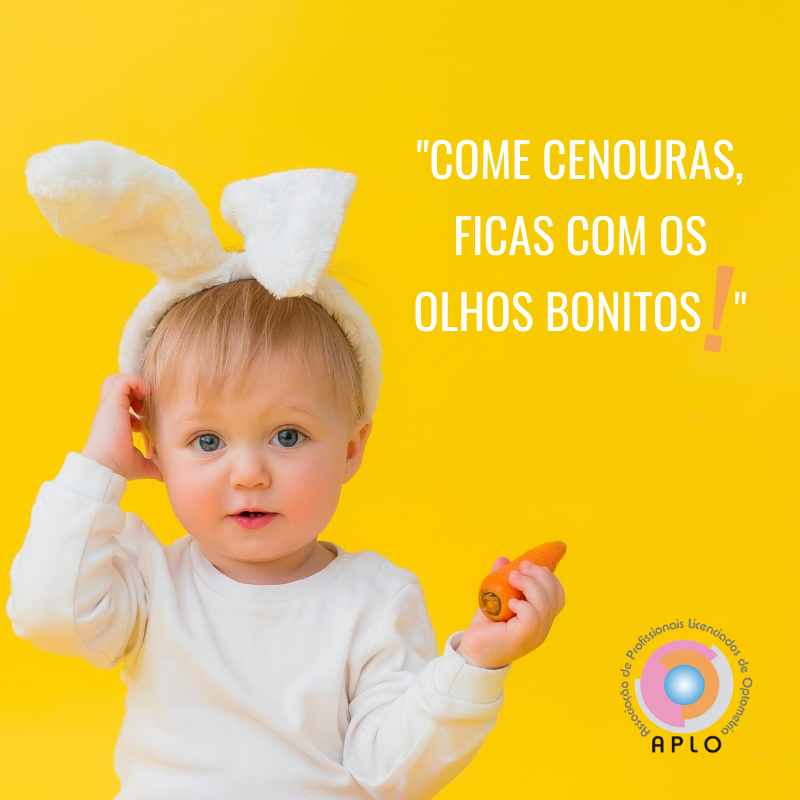 "COME CENOURAS,
FICAS COM OS
OLHOS BONITOS!"
Associação de Profissionais Licenciados de Optometria
APLO